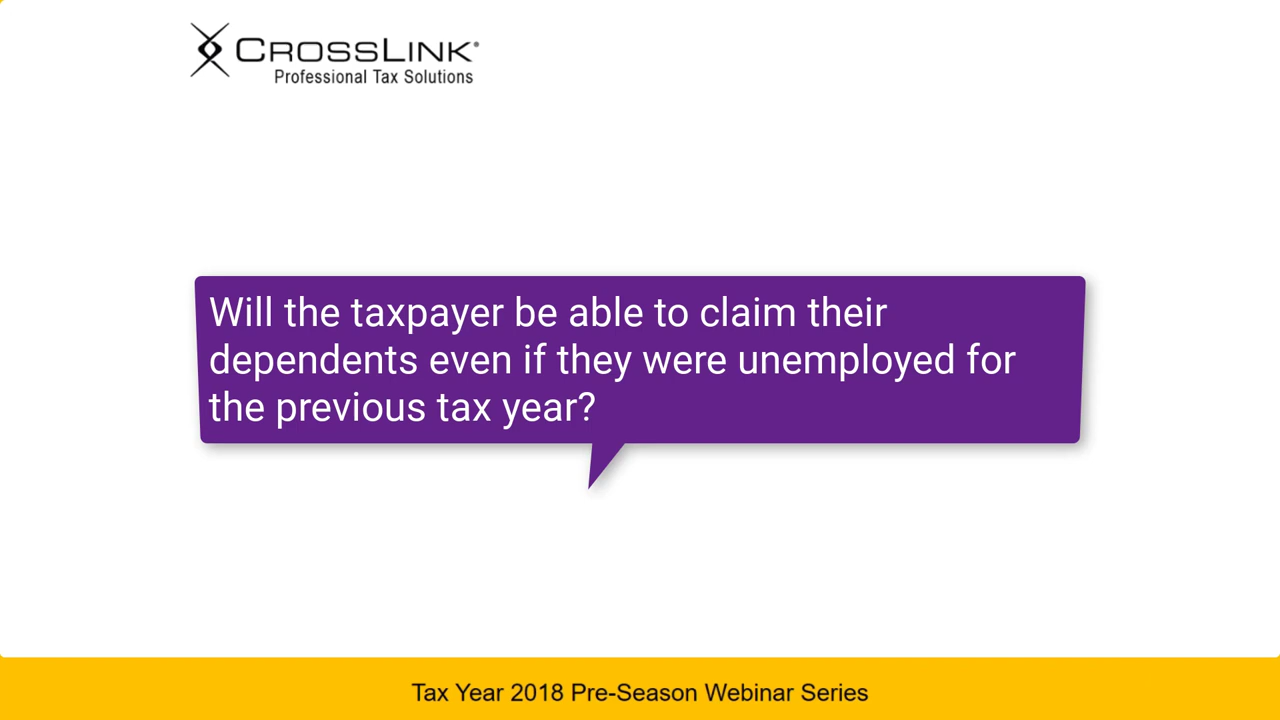 CROSSLINK®
Professional Tax Solutions
Will the taxpayer be able to claim their
dependents even if they were unemployed for
the previous tax year?
Tax Year 2018 Pre-Season Webinar Series